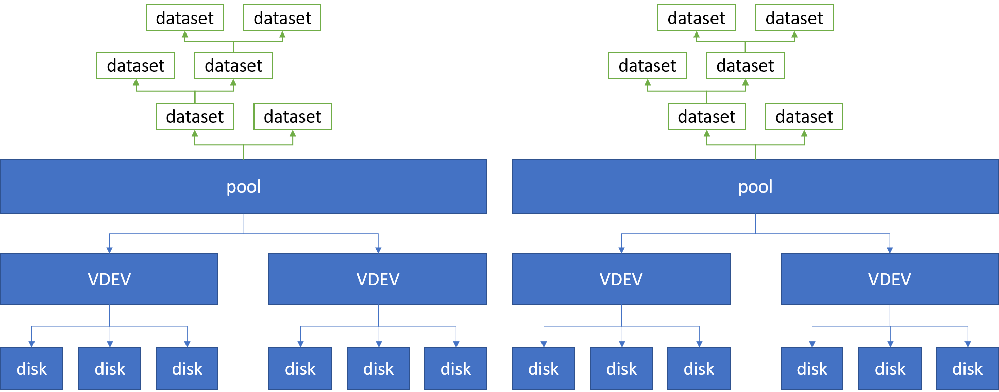 dataset dataset dataset dataset
dataset dataset dataset dataset
dataset dataset dataset dataset
pool pool
VDEV VDEV VDEV VDEV
disk disk disk disk disk disk disk disk disk disk disk disk